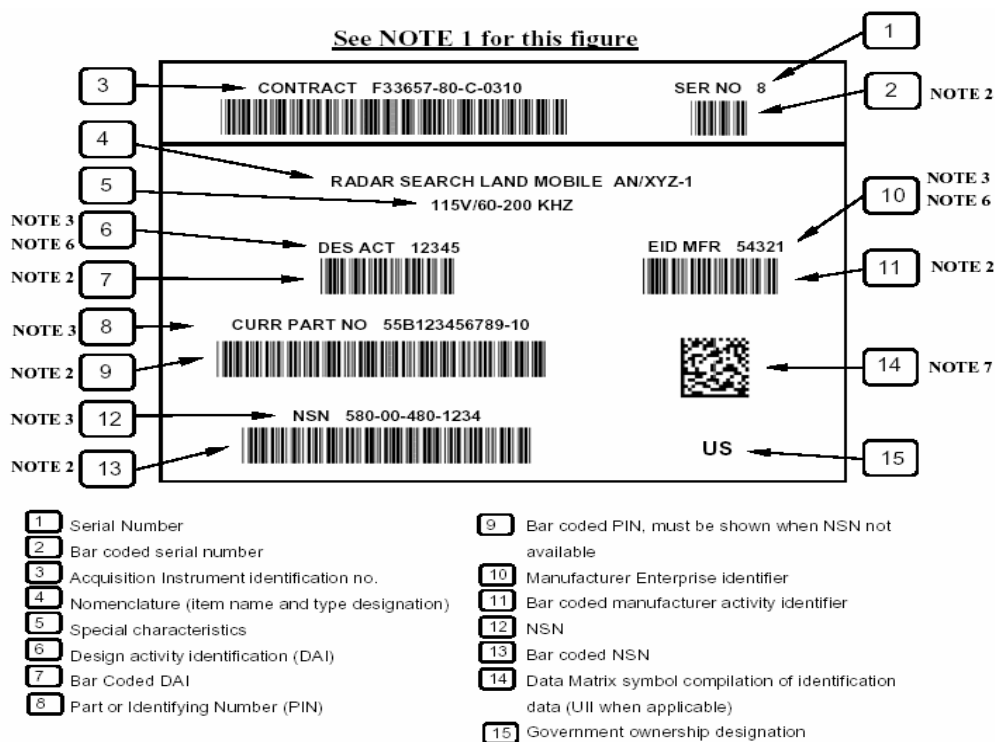 See NOTE 1 for this figure
1
3
CONTRACT F33657-80-C-0310
SER NO 8
2 NOTE 2
4
RADAR SEARCH LAND MOBILE AN/XYZ-1
5
115V/60-200 KHZ
NOTE 3
NOTE 6
6
DES ACT 12345
EID MFR 54321
10
NOTE 3
NOTE 6
NOTE 2 7
11 NOTE 2
NOTE 3 8
CURR PART NO 55B123456789-10
NOTE 2 9
14 NOTE 7
NOTE 3 12
NSN 580-00-480-1234
NOTE 2 13
US
15
1 Serial Number
2 Bar coded serial number
3 Acquisition Instrument identification no.
4 Nomenclature (item name and type designation)
5 Special characteristics
6 Design activity identification (DAI)
7 Bar Coded DAI
8 Part or Identifying Number (PIN)
9 Bar coded PIN, must be shown when NSN not
available
10 Manufacturer Enterprise identifier
11 Bar coded manufacturer activity identifier
12 NSN
13 Bar coded NSN
14 Data Matrix symbol compilation of identification
data (UII when applicable)
15 Government ownership designation